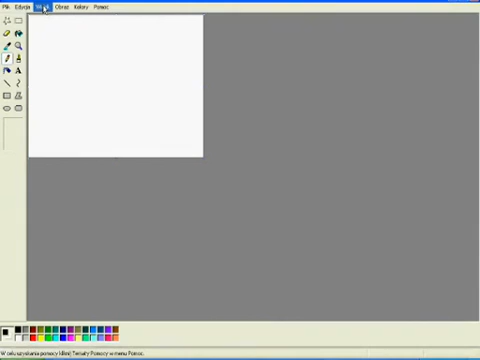 Plik Edycja Widok Obraz Kolory Pomoc
A
W celu uzyskania pomocy kliknij Tematy Pomocy w menu Pomoc.